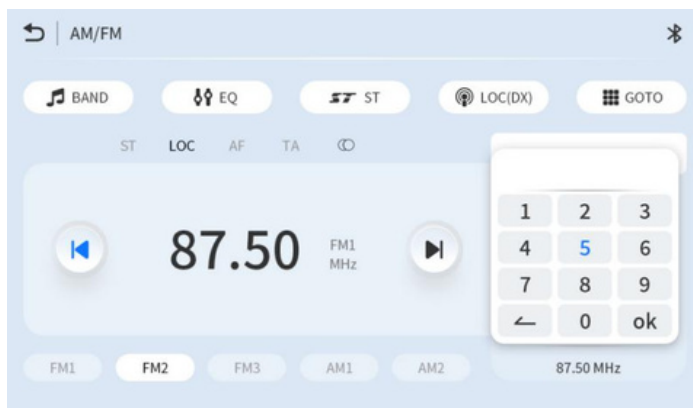 AM/FM
BAND EQ ST ST LOC(DX) GOTO
ST LOC AF TA
87.50 FM1
MHz
1 2 3
4 5 6
7 8 9
0 ok
FM1 FM2 FM3 AM1 AM2 87.50 MHz